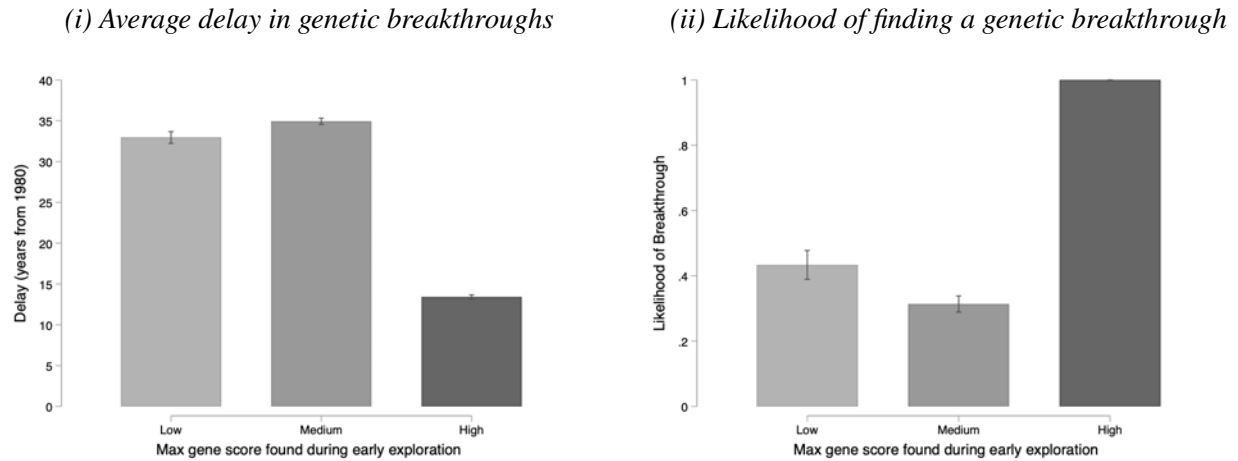 (i) Average delay in genetic breakthroughs
40
35
30
25
20
15
10
5
0
Delay (years from 1980)
Low Medium High
Max gene score found during early exploration
(ii) Likelihood of finding a genetic breakthrough
1
.8
.6
.4
.2
0
Likelihood of Breakthrough
Low Medium High
Max gene score found during early exploration